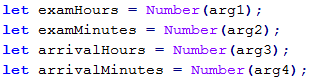 let examHours = Number(arg1);
let examMinutes = Number(arg2);
let arrivalHours = Number(arg3);
let arrivalMinutes = Number(arg4);